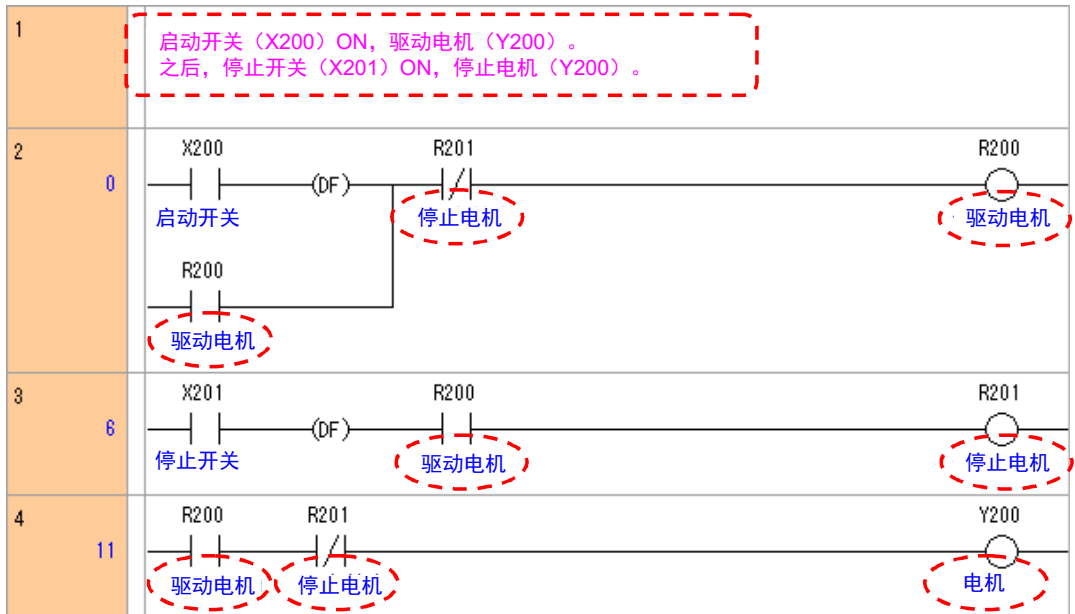 1
启动开关（X200）ON，驱动电机（Y200）。
之后，停止开关（X201）ON，停止电机（Y200）。
2
X200 R201 R200
0 (DF)
启动开关 停止电机 驱动电机
R200
驱动电机
3
X201 R200 R201
6 (DF)
停止开关 驱动电机 停止电机
4
R200 R201 Y200
11
驱动电机 停止电机 电机